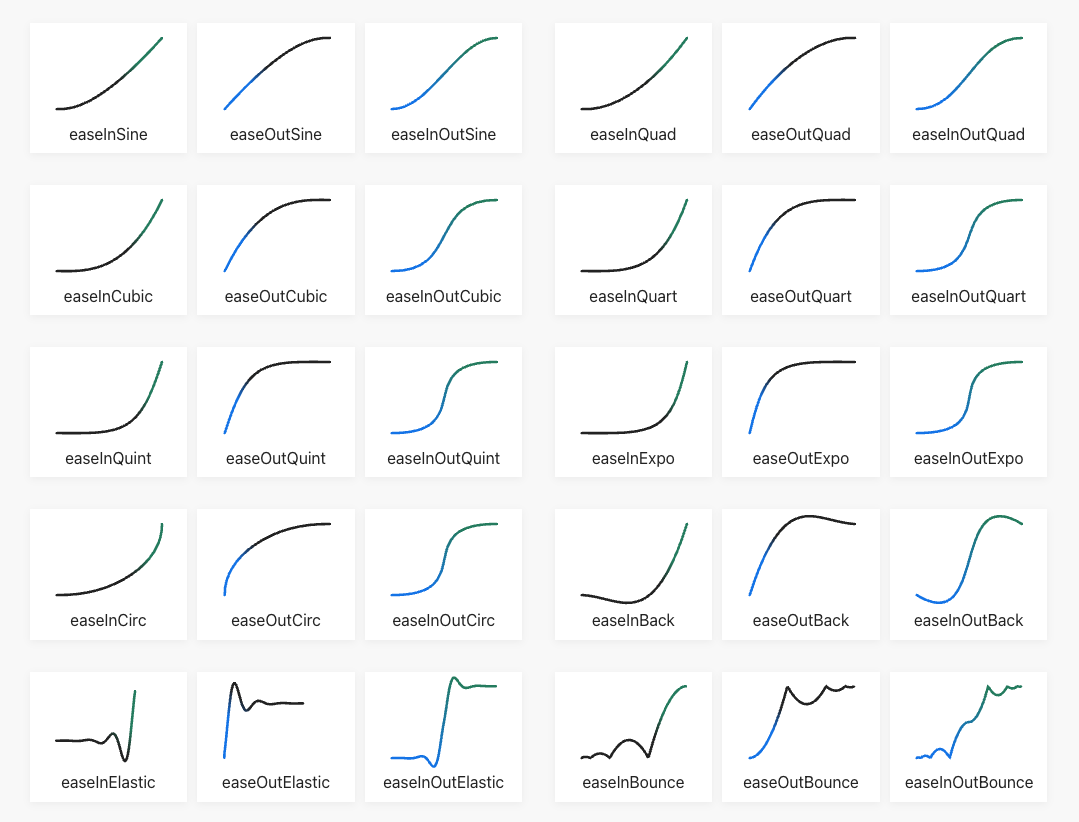 easeInSine
easeOutSine
easeInOutSine
easeInQuad
easeOutQuad
easeInOutQuad
easeInCubic
easeOutCubic
easeInOutCubic
easeInQuart
easeOutQuart
easeInOutQuart
easeInQuint
easeOutQuint
easeInOutQuint
easeInExpo
easeOutExpo
easeInOutExpo
easeInCirc
easeOutCirc
easeInOutCirc
easeInBack
easeOutBack
easeInOutBack
easeInElastic
easeOutElastic
easeInOutElastic
easeInBounce
easeOutBounce
easeInOutBounce